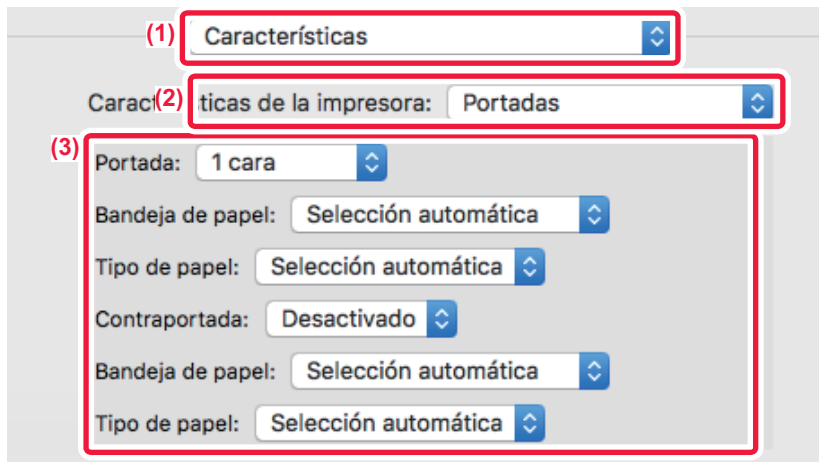 (1) Características
Caract(2) ticas de la impresora: Portadas
(3)
Portada: 1 cara
Bandeja de papel: Selección automática
Tipo de papel: Selección automática
Contraportada: Desactivado
Bandeja de papel: Selección automática
Tipo de papel: Selección automática